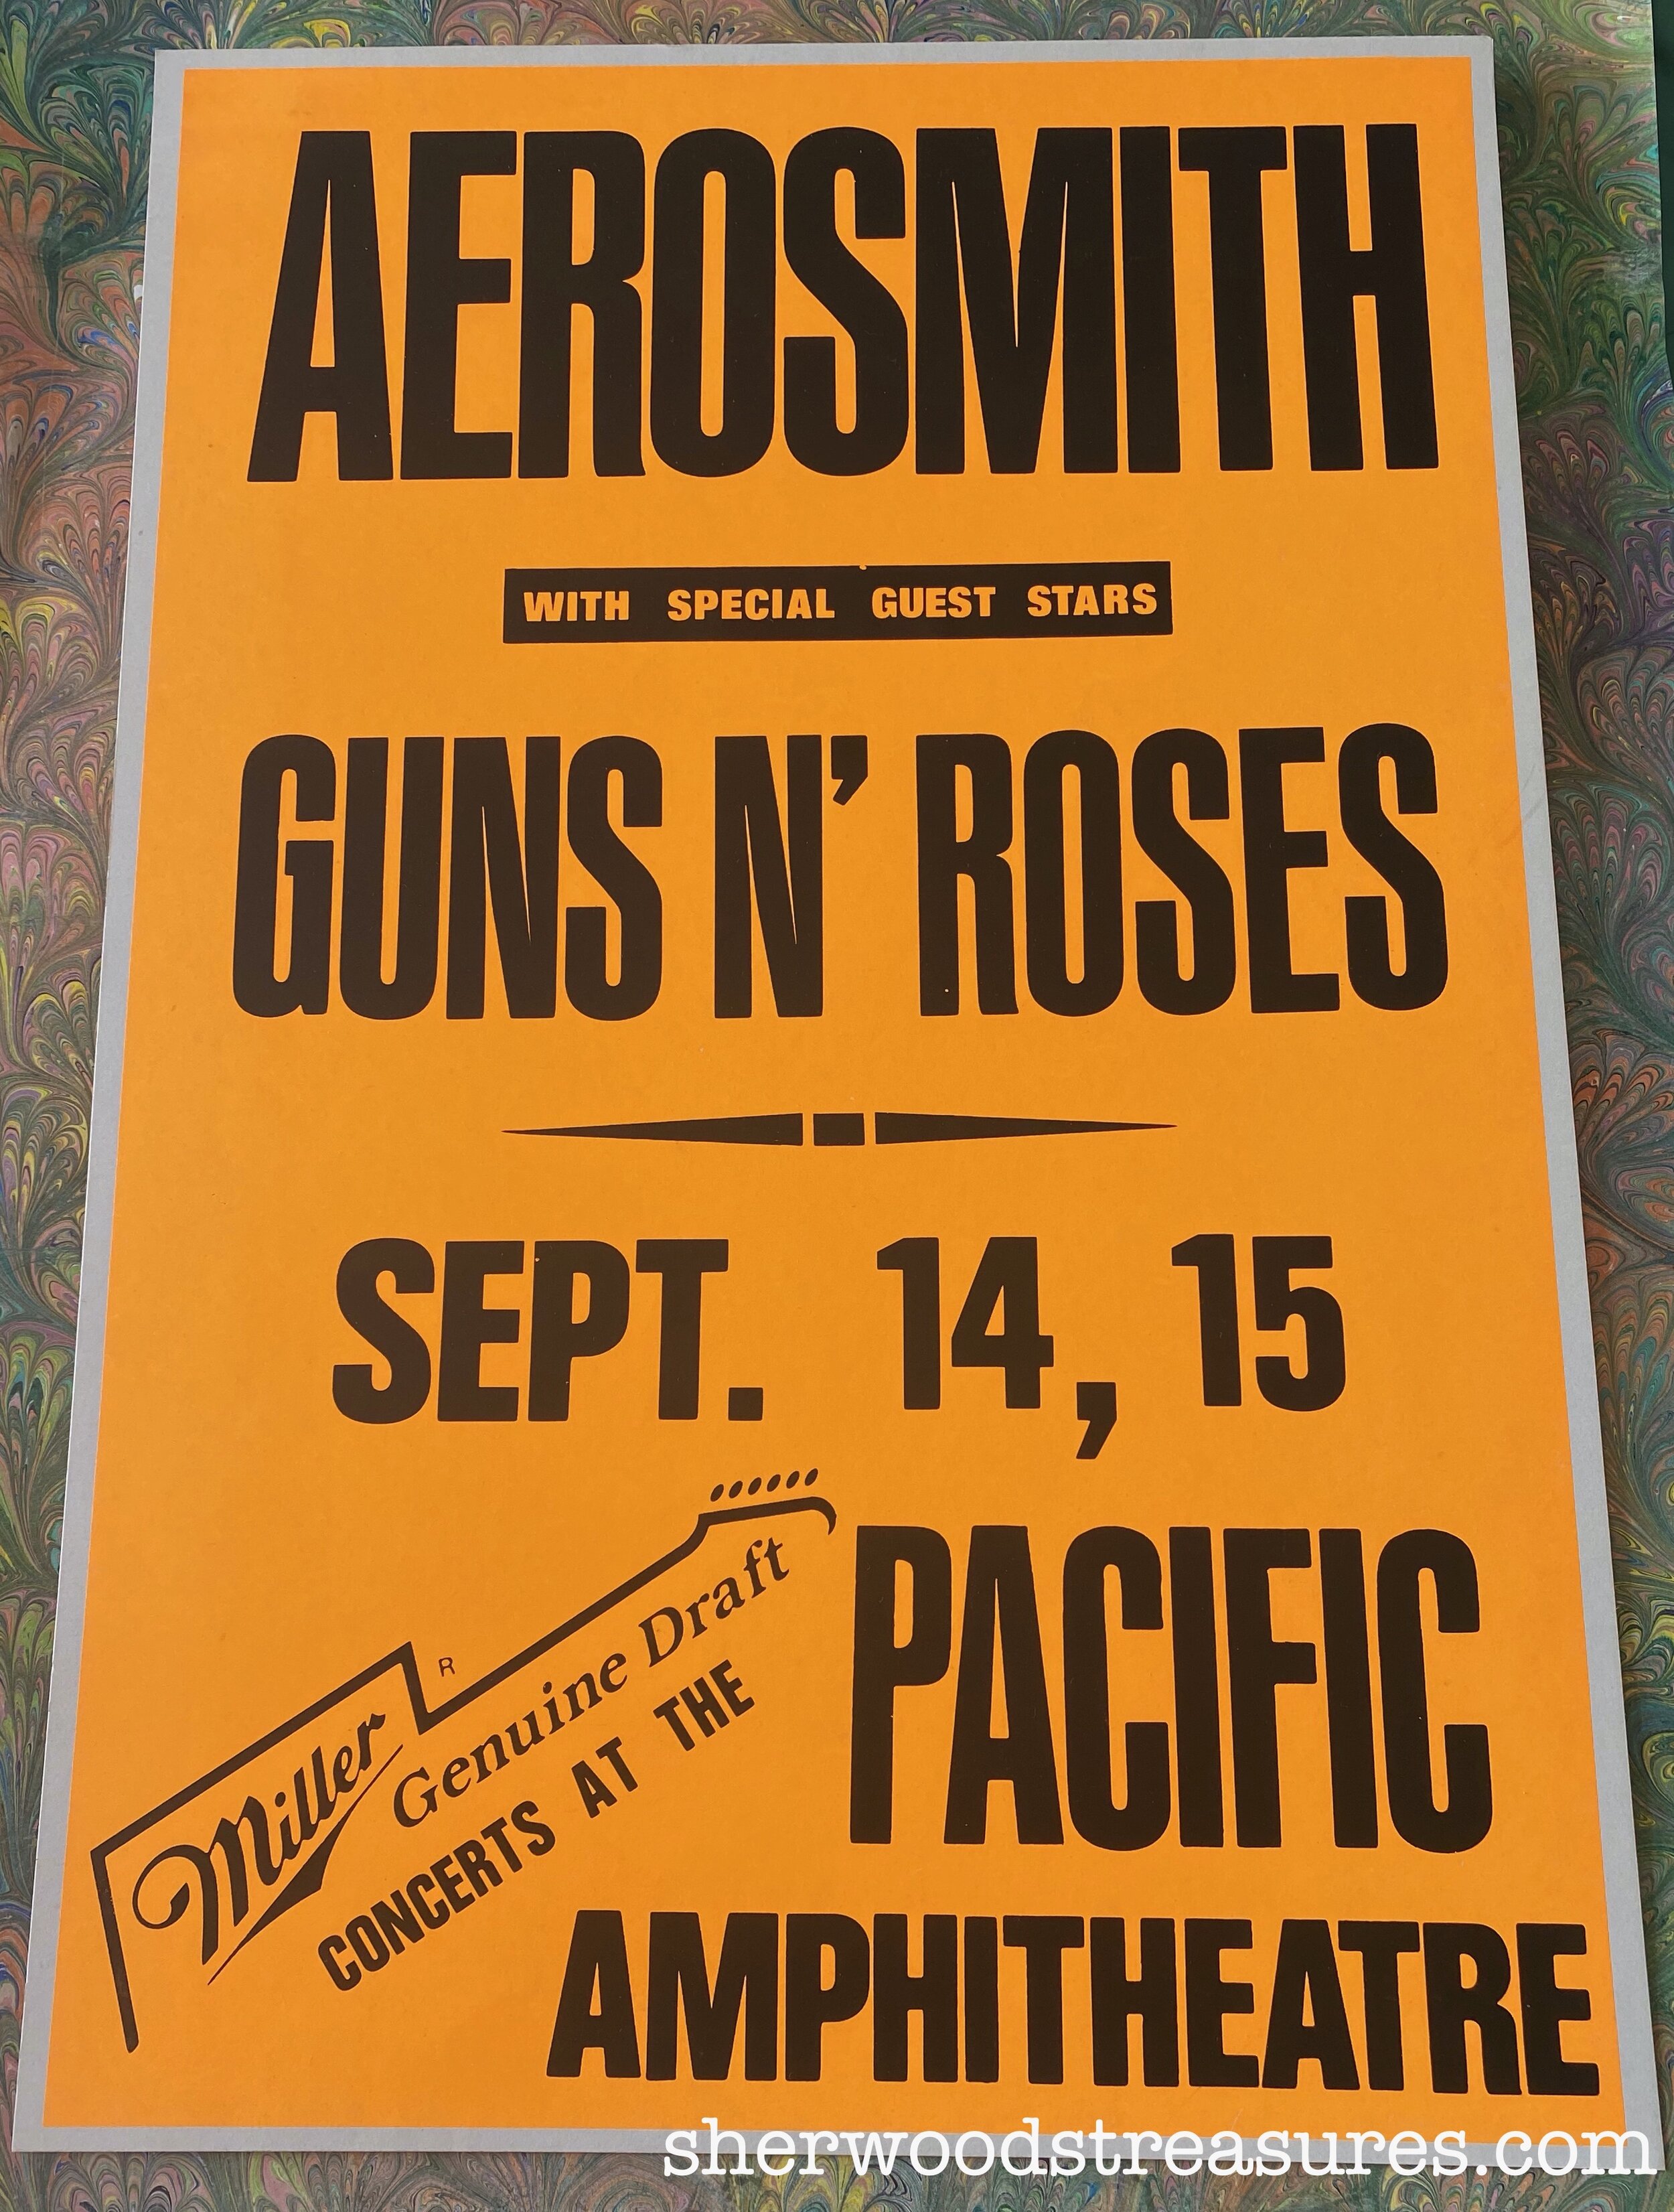 AEROSMITH
WITH SPECIAL GUEST STARS
GUNS N' ROSES
SEPT. 14, 15
Miller R
Genuine Draft
CONCERTS AT THE
PACIFIC
AMPHITHEATRE
sherwoodstreasures.com